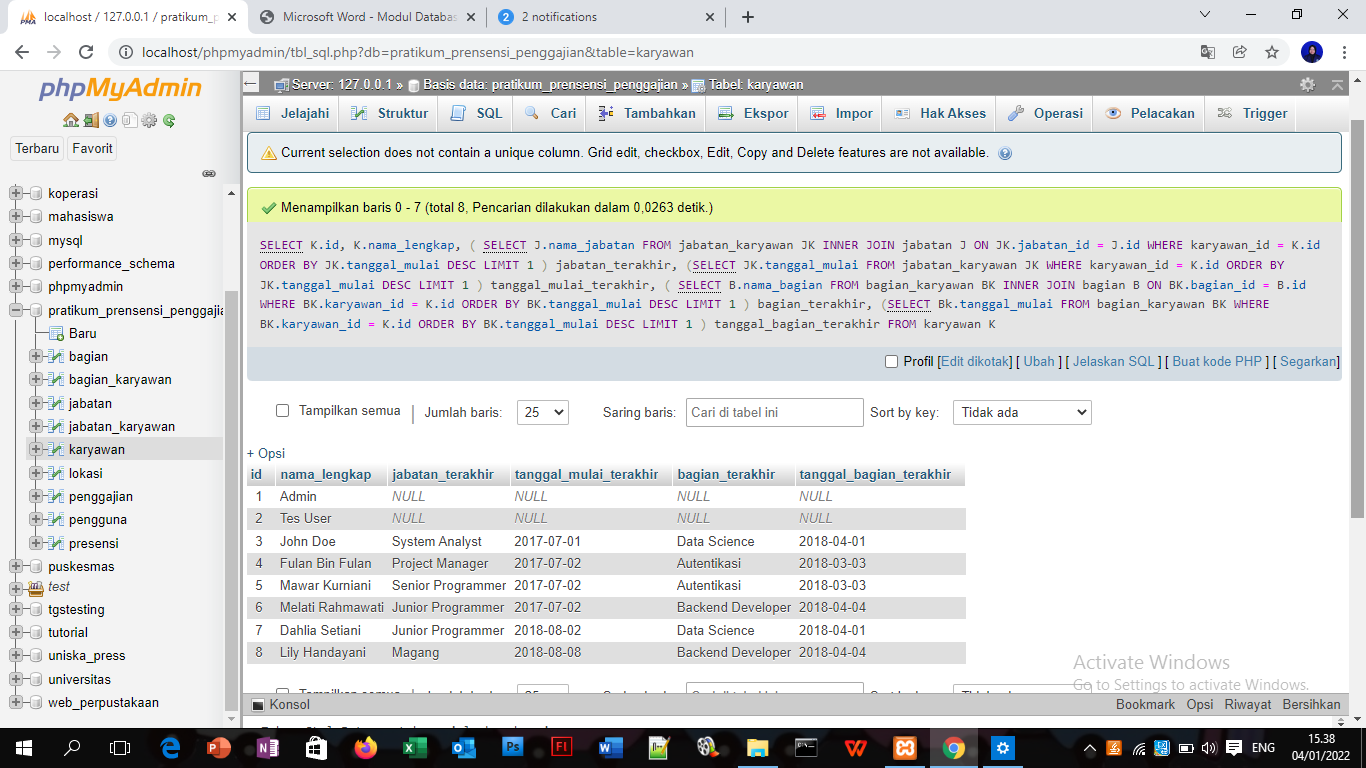 localhost / 127.0.0.1 / pratikum_p
Microsoft Word - Modul Databas
2 2 notifications
localhost/phpmyadmin/tbl_sql.php?db=pratikum_prensensi_penggajian&table=karyawan
phpMyAdmin
Terbaru Favorit
koperasi
mahasiswa
mysql
performance_schema
phpmyadmin
pratikum_prensensi_penggajia
Baru
bagian
bagian_karyawan
jabatan
jabatan_karyawan
karyawan
lokasi
penggajian
pengguna
presensi
puskesmas
test
tgstesting
tutorial
uniska_press
universitas
web_perpustakaan
Server: 127.0.0.1 » Basis data: pratikum_prensensi_penggajian » Tabel: karyawan
Jelajahi Struktur SQL Cari Tambahkan Ekspor Impor Hak Akses Operasi Pelacakan Trigger
Current selection does not contain a unique column. Grid edit, checkbox, Edit, Copy and Delete features are not available.
Menampilkan baris 0 - 7 (total 8, Pencarian dilakukan dalam 0,0263 detik.)
SELECT K.id, K.nama_lengkap, ( SELECT J.nama_jabatan FROM jabatan_karyawan JK INNER JOIN jabatan J ON JK.jabatan_id = J.id WHERE karyawan_id = K.id
ORDER BY JK.tanggal_mulai DESC LIMIT 1 ) jabatan_terakhir, (SELECT JK.tanggal_mulai FROM jabatan_karyawan JK WHERE karyawan_id = K.id ORDER BY
JK.tanggal_mulai DESC LIMIT 1 ) tanggal_mulai_terakhir, ( SELECT B.nama_bagian FROM bagian_karyawan BK INNER JOIN bagian B ON BK.bagian_id = B.id
WHERE BK.karyawan_id = K.id ORDER BY BK.tanggal_mulai DESC LIMIT 1 ) bagian_terakhir, (SELECT Bk.tanggal_mulai FROM bagian_karyawan BK WHERE
BK.karyawan_id = K.id ORDER BY BK.tanggal_mulai DESC LIMIT 1 ) tanggal_bagian_terakhir FROM karyawan K
Profil [Edit dikotak] [ Ubah ] [ Jelaskan SQL ] [ Buat kode PHP ] [ Segarkan]
Tampilkan semua | Jumlah baris: 25 Saring baris: Cari di tabel ini Sort by key: Tidak ada
+ Opsi
id nama_lengkap jabatan_terakhir tanggal_mulai_terakhir bagian_terakhir tanggal_bagian_terakhir
1 Admin NULL NULL NULL NULL
2 Tes User NULL NULL NULL NULL
3 John Doe System Analyst 2017-07-01 Data Science 2018-04-01
4 Fulan Bin Fulan Project Manager 2017-07-02 Autentikasi 2018-03-03
5 Mawar Kurniani Senior Programmer 2017-07-02 Autentikasi 2018-03-03
6 Melati Rahmawati Junior Programmer 2017-07-02 Backend Developer 2018-04-04
7 Dahlia Setiani Junior Programmer 2018-08-02 Data Science 2018-04-01
8 Lily Handayani Magang 2018-08-08 Backend Developer 2018-04-04
Activate Windows
Go to Settings to activate Windows.
Konsol Bookmark Opsi Riwayat Bersihkan
ENG
15.38
04/01/2022